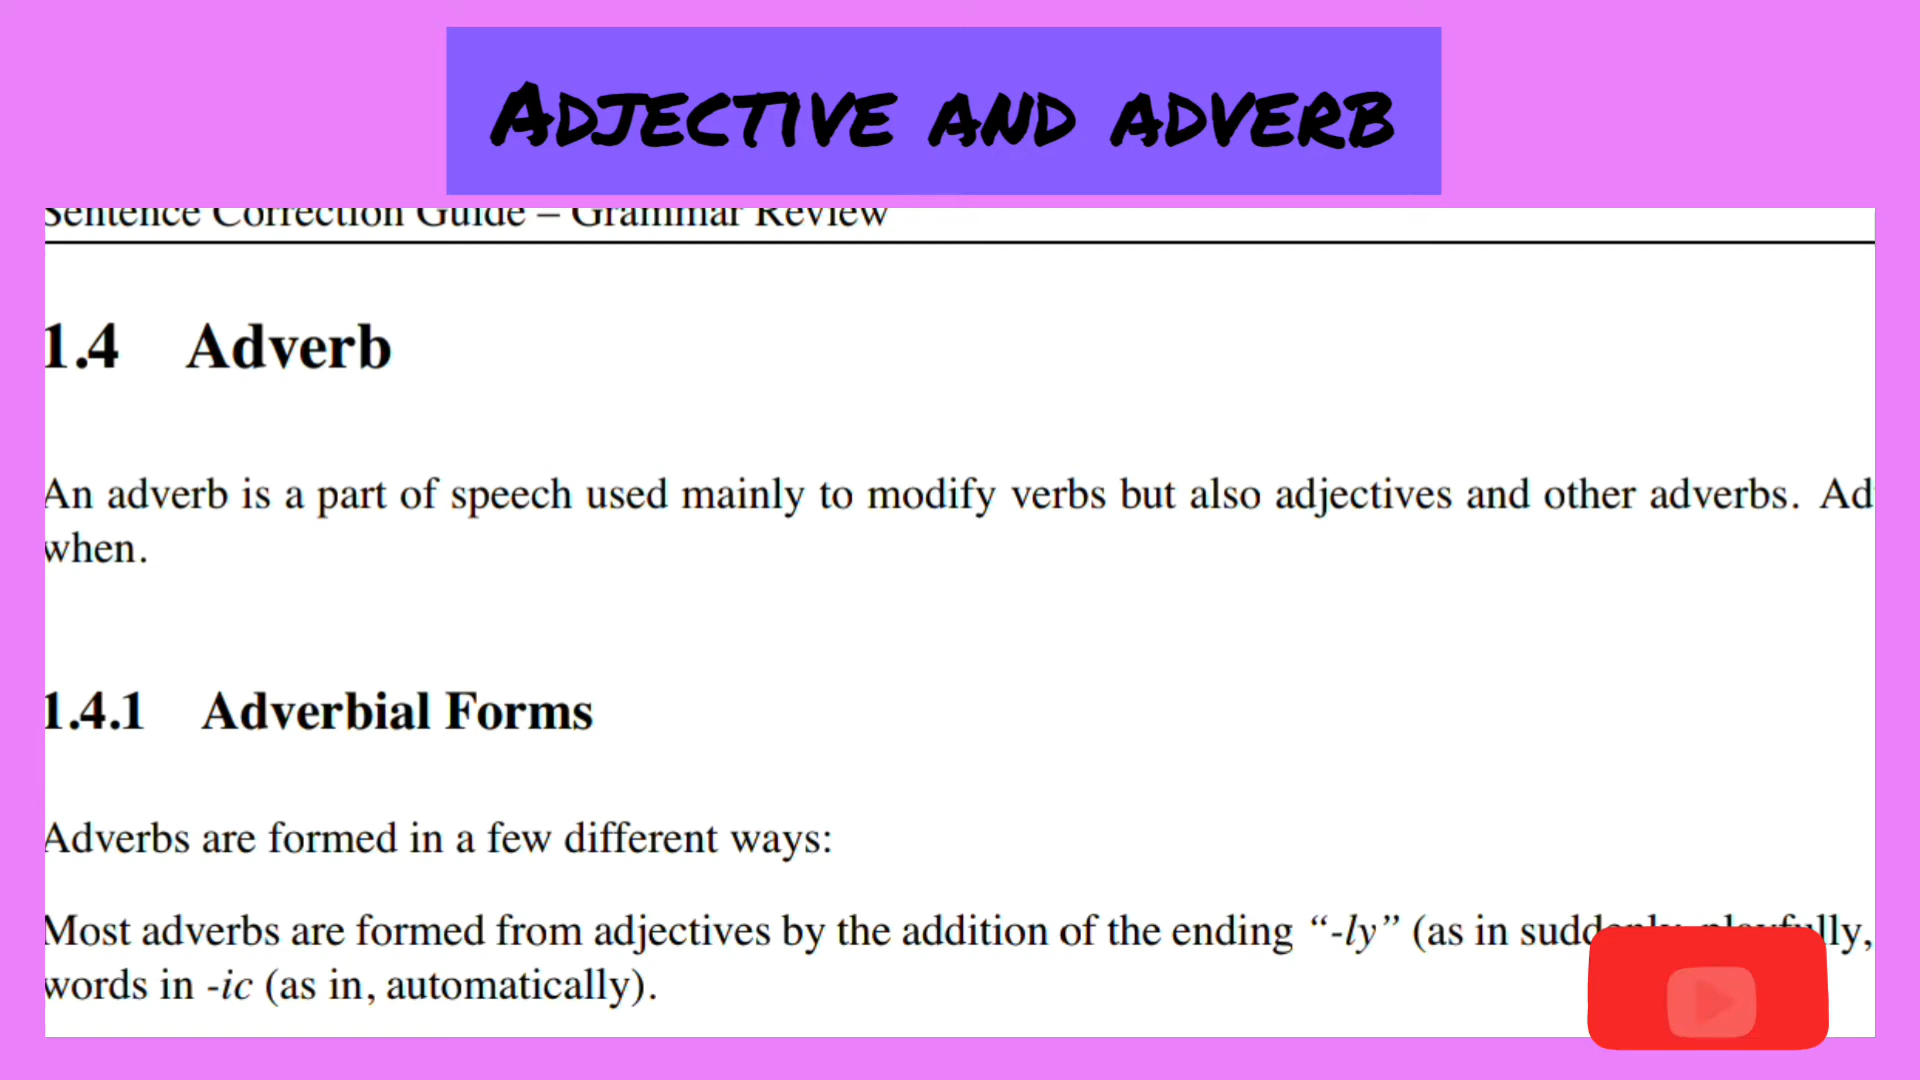 ADJECTIVE AND ADVERB
Sentence Correction Guide – Grammar Review
1.4 Adverb
An adverb is a part of speech used mainly to modify verbs but also adjectives and other adverbs. Ad
when.
1.4.1 Adverbial Forms
Adverbs are formed in a few different ways:
Most adverbs are formed from adjectives by the addition of the ending “-ly” (as in suddenly, playfully,
words in -ic (as in, automatically).